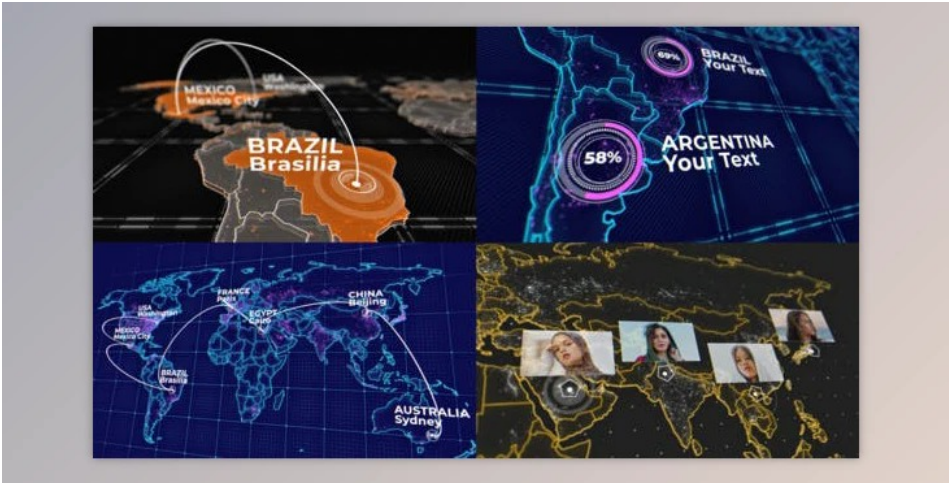 USA
Washington
MEXICO
Mexico City
BRAZIL
Brasilia
69%
BRAZIL
Your Text
58%
ARGENTINA
Your Text
USA
Washington
MEXICO
Mexico City
BRAZIL
Brasilia
FRANCE
Paris
EGYPT
Cairo
CHINA
Beijing
AUSTRALIA
Sydney